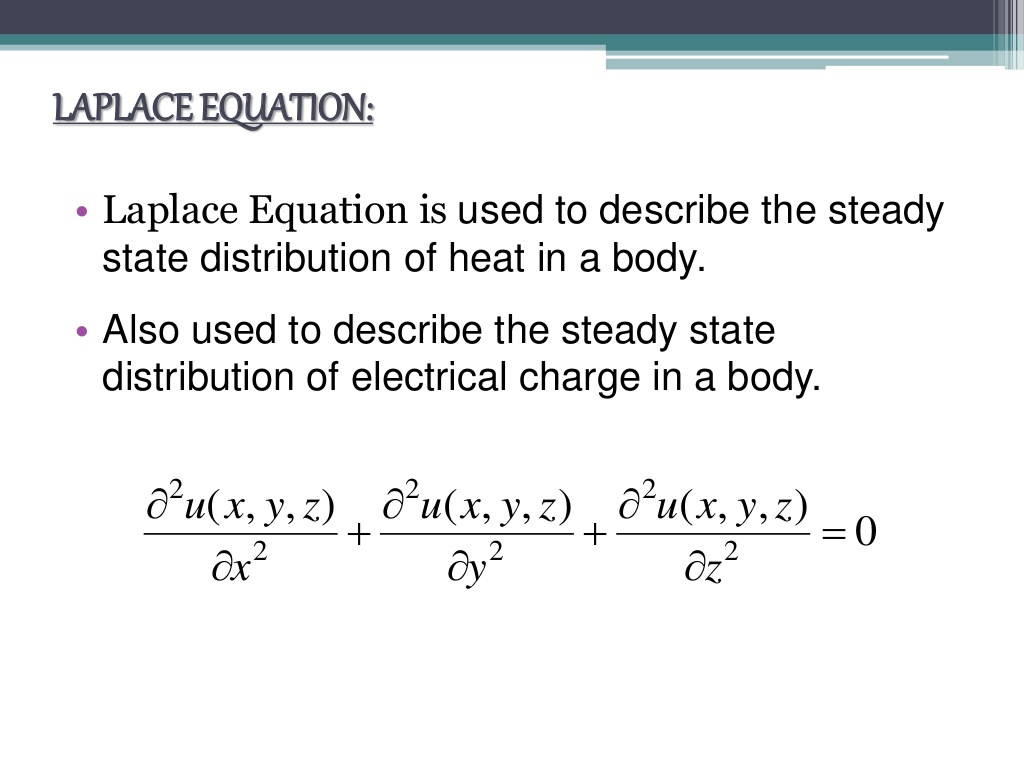 LAPLACE EQUATION:
• Laplace Equation is used to describe the steady
state distribution of heat in a body.
• Also used to describe the steady state
distribution of electrical charge in a body.
∂²u(x, y, z)/∂x² + ∂²u(x, y, z)/∂y² + ∂²u(x, y, z)/∂z² = 0